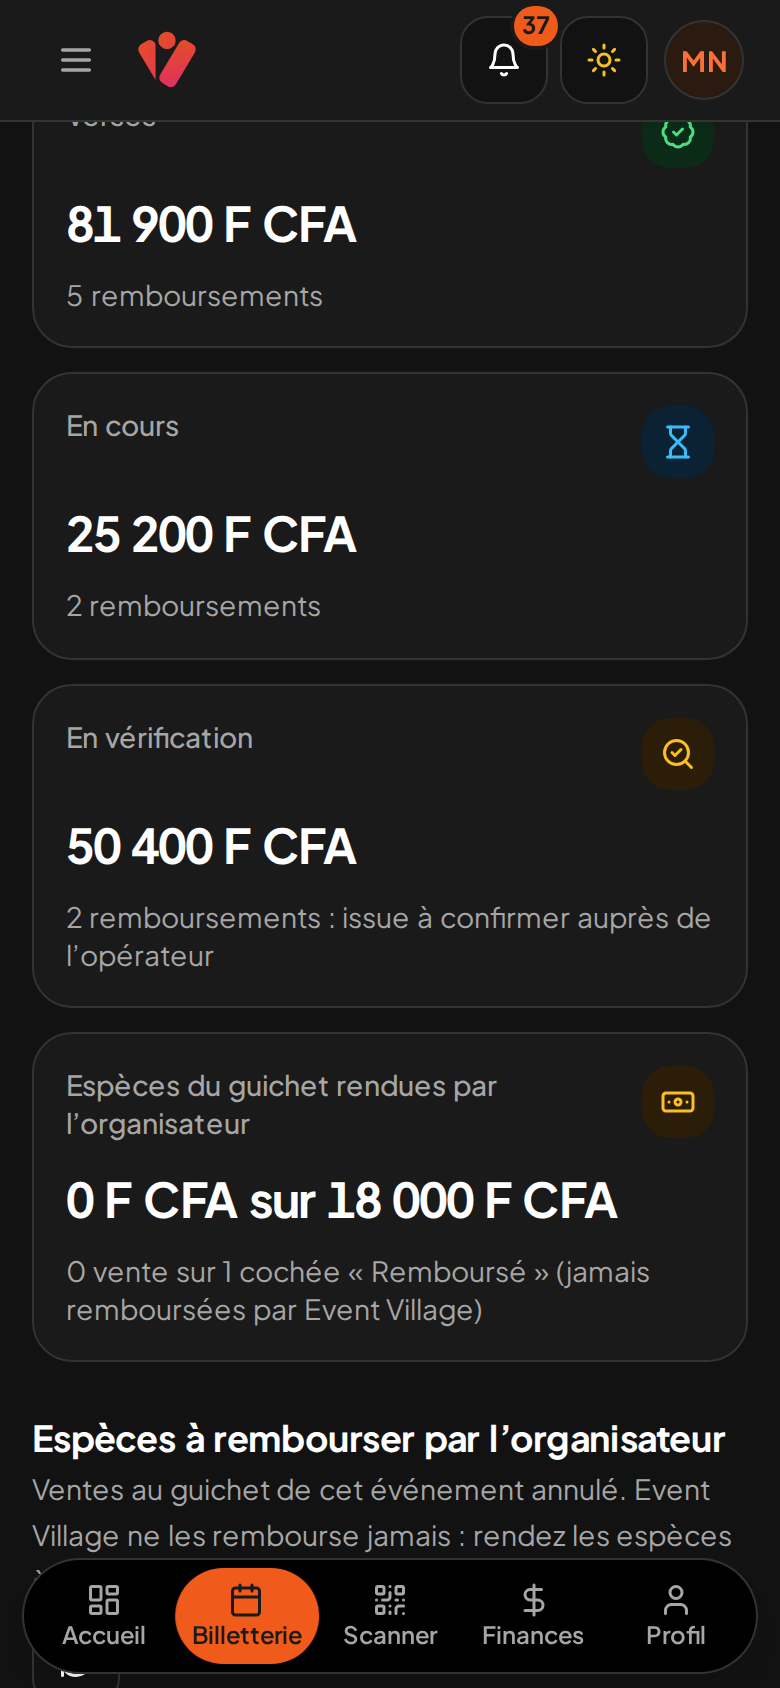 37
MN
81 900 F CFA
5 remboursements
En cours
25 200 F CFA
2 remboursements
En vérification
50 400 F CFA
2 remboursements : issue à confirmer auprès de
l’opérateur
Espèces du guichet rendues par
l’organisateur
0 F CFA sur 18 000 F CFA
0 vente sur 1 cochée « Remboursé » (jamais
remboursées par Event Village)
Espèces à rembourser par l’organisateur
Ventes au guichet de cet événement annulé. Event
Village ne les rembourse jamais : rendez les espèces
Accueil
Billetterie
Scanner
Finances
Profil